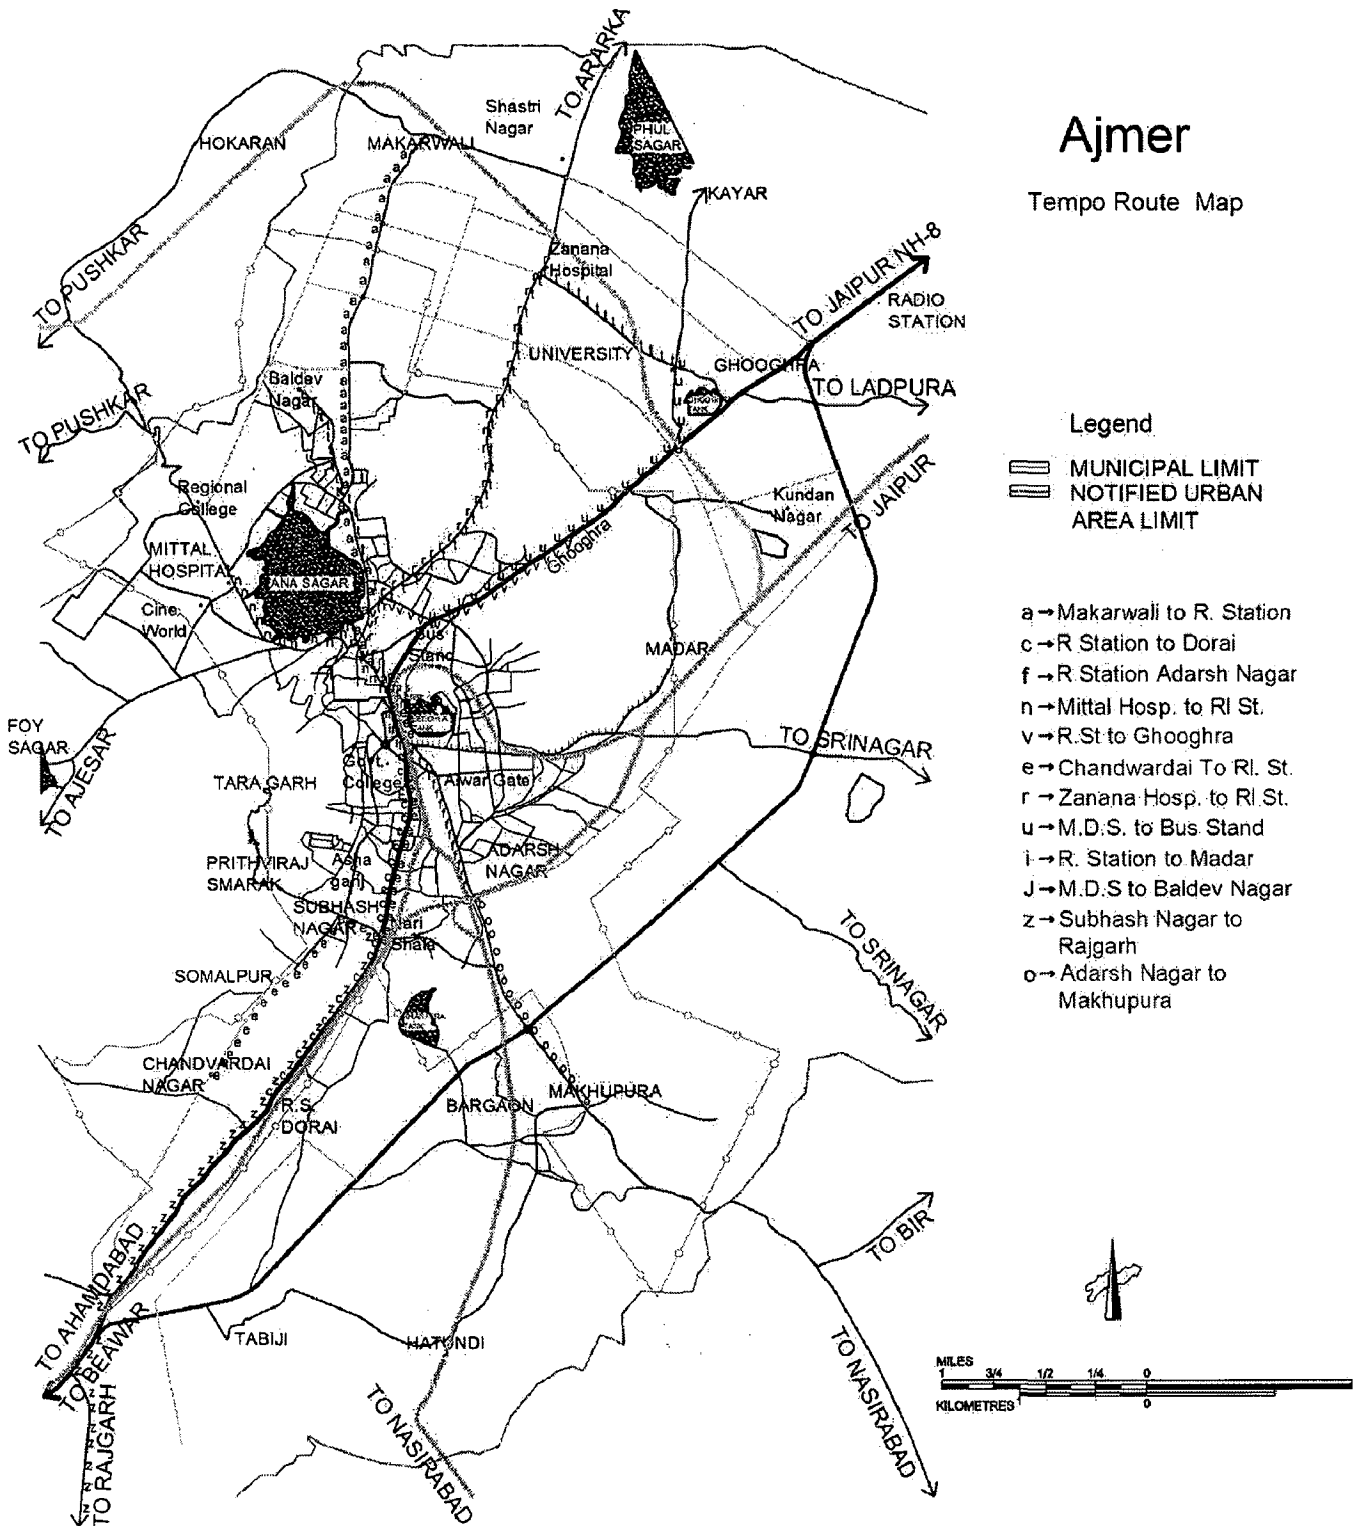 Ajmer
Tempo Route Map
Legend
MUNICIPAL LIMIT
NOTIFIED URBAN
AREA LIMIT
a → Makarwali to R. Station
c → R Station to Dorai
f → R Station Adarsh Nagar
n → Mittal Hosp. to Rl St.
v → R.St to Ghooghra
e → Chandwardai To Rl. St.
r → Zanana Hosp. to Rl St.
u → M.D.S. to Bus Stand
i → R. Station to Madar
J → M.D.S to Baldev Nagar
z → Subhash Nagar to
Rajgarh
o → Adarsh Nagar to
Makhupura
TO ARARKA
Shastri
Nagar
PHUL
SAGAR
HOKARAN
MAKARWALI
KAYAR
TO PUSHKAR
Zanana
Hospital
TO JAIPUR NH-8
RADIO
STATION
UNIVERSITY
GHOOGHRA
TO LADPURA
Baldev
Nagar
TO PUSHKAR
TO JAIPUR
Regional
College
Kundan
Nagar
Ghooghra
MITTAL
HOSPITAL
ANA SAGAR
Cine
World
Bus
Stand
MADAR
FOY
SAGAR
TO AJESAR
TO SRINAGAR
Govt.
College
Alwar Gate
TARA GARH
PRITHVIRAJ
SMARAK
Asha
ganj
ADARSH
NAGAR
SUBHASH
NAGAR
Nari
Shala
TO SRINAGAR
SOMALPUR
CHANDVARDAI
NAGAR
R.S.
DORAI
BARGAON
MAKHUPURA
TO BIR
TO AHAMDABAD
TO BEAWAR
TABIJI
HATUNDI
TO RAJGARH
TO NASIRABAD
TO NASIRABAD
MILES
1 3/4 1/2 1/4 0
KILOMETRES 1 0